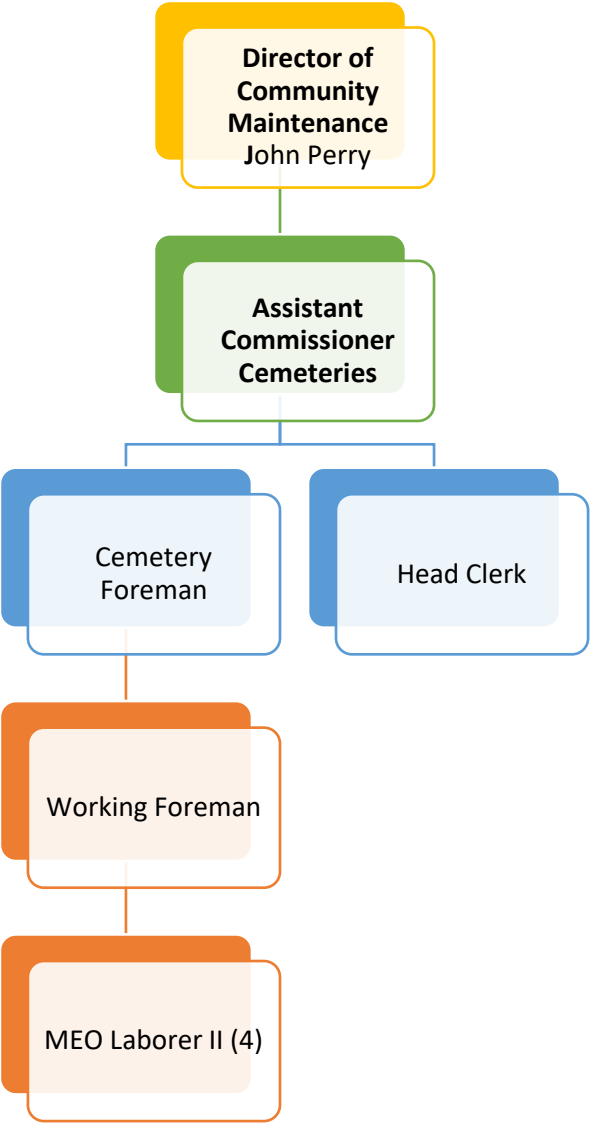 Director of
Community
Maintenance
John Perry
Assistant
Commissioner
Cemeteries
Cemetery
Foreman
Head Clerk
Working Foreman
MEO Laborer II (4)